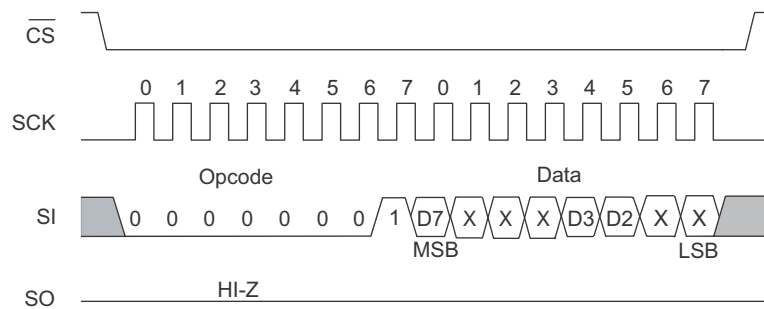 CS
0 1 2 3 4 5 6 7 0 1 2 3 4 5 6 7
SCK
Opcode Data
SI 0 0 0 0 0 0 0 1 D7 X X X D3 D2 X X
MSB LSB
HI-Z
SO